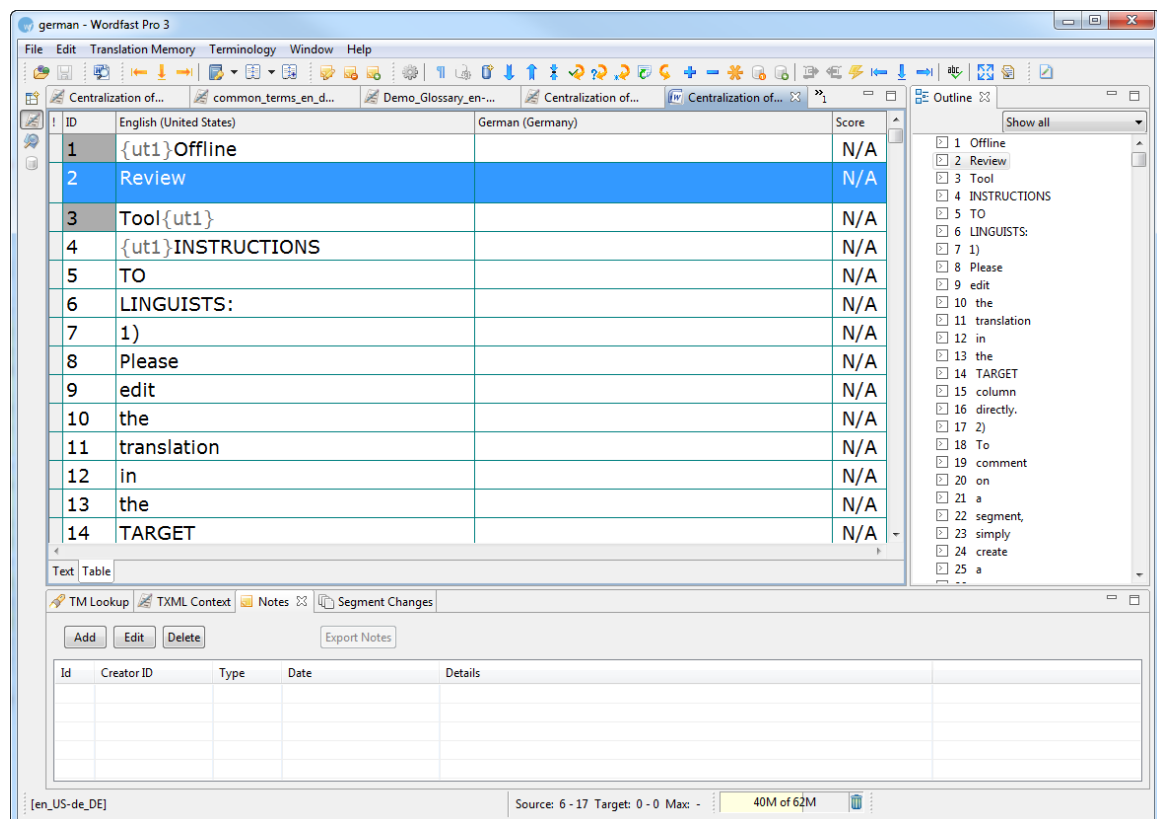 german - Wordfast Pro 3
File Edit Translation Memory Terminology Window Help
Centralization of... common_terms_en_d... Demo_Glossary_en-... Centralization of... Centralization of... »1 Outline
! ID English (United States) German (Germany) Score
Show all
1 {ut1}Offline N/A
2 Review N/A
3 Tool{ut1} N/A
4 {ut1}INSTRUCTIONS N/A
5 TO N/A
6 LINGUISTS: N/A
7 1) N/A
8 Please N/A
9 edit N/A
10 the N/A
11 translation N/A
12 in N/A
13 the N/A
14 TARGET N/A
Text Table
1 Offline
2 Review
3 Tool
4 INSTRUCTIONS
5 TO
6 LINGUISTS:
7 1)
8 Please
9 edit
10 the
11 translation
12 in
13 the
14 TARGET
15 column
16 directly.
17 2)
18 To
19 comment
20 on
21 a
22 segment,
23 simply
24 create
25 a
TM Lookup TXML Context Notes Segment Changes
Add Edit Delete Export Notes
Id Creator ID Type Date Details
[en_US-de_DE] Source: 6 - 17 Target: 0 - 0 Max: - 40M of 62M